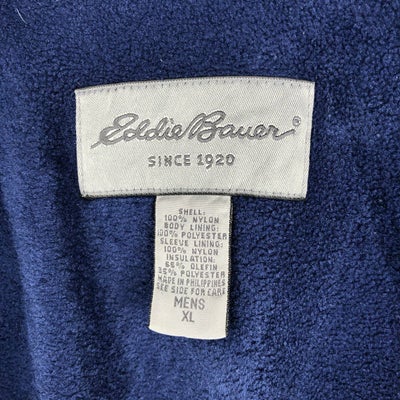 Eddie Bauer®
SINCE 1920
SHELL:
100% NYLON
BODY LINING:
100% POLYESTER
SLEEVE LINING:
100% NYLON
INSULATION:
65% OLEFIN
35% POLYESTER
MADE IN PHILIPPINES
SEE SIDE FOR CARE
MENS
XL